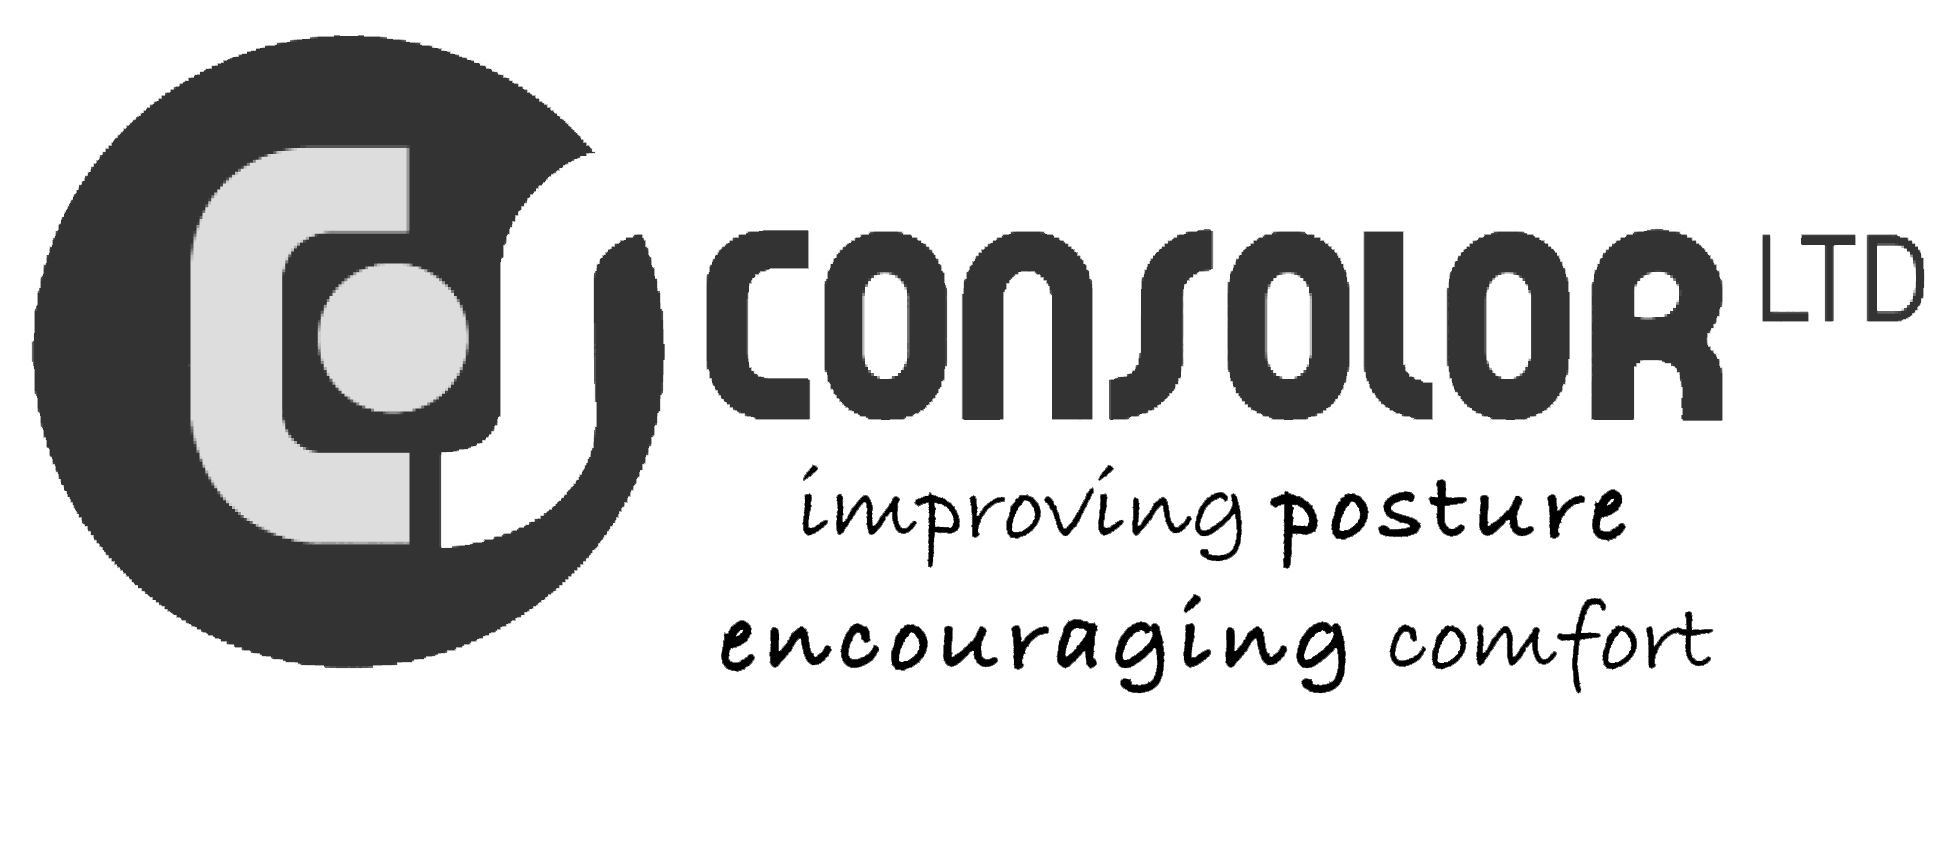 CONSOLOR LTD
improving posture
encouraging comfort